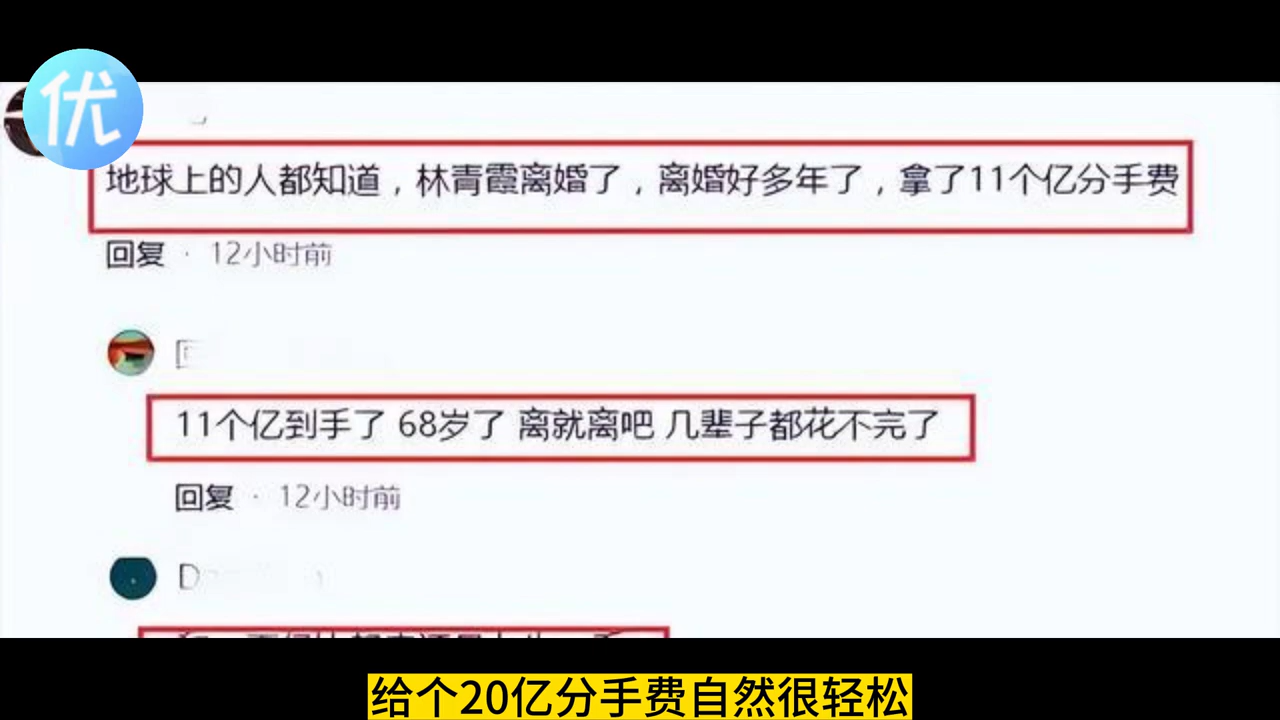 优
地球上的人都知道，林青霞离婚了，离婚好多年了，拿了11个亿分手费
回复 · 12小时前
11个亿到手了 68岁了 离就离吧 几辈子都花不完了
回复 · 12小时前
D
给个20亿分手费自然很轻松